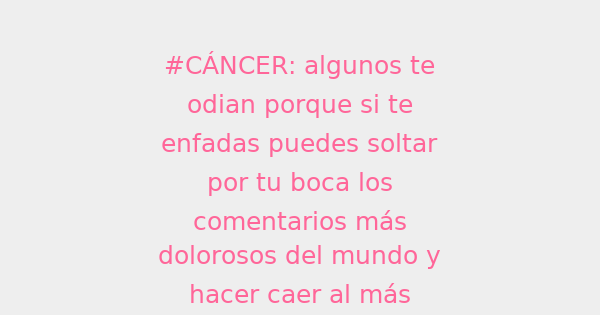 #CÁNCER: algunos te
odian porque si te
enfadas puedes soltar
por tu boca los
comentarios más
dolorosos del mundo y
hacer caer al más